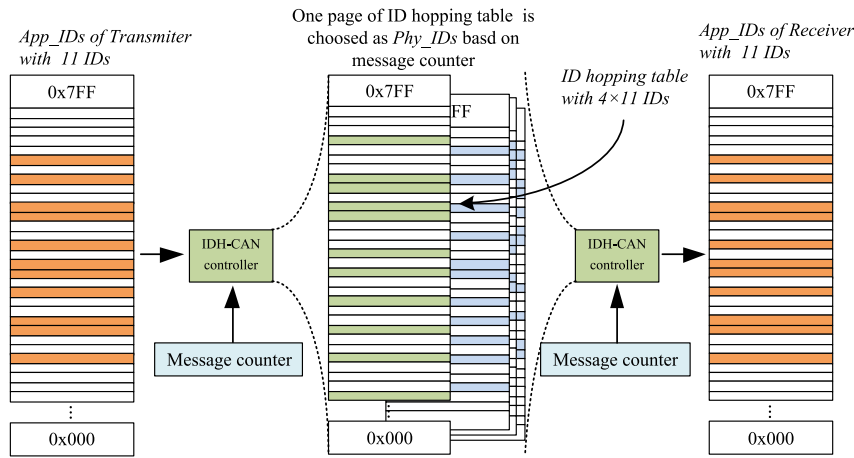 App_IDs of Transmiter
with  11 IDs
0x7FF
⋮
0x000
IDH-CAN
controller
Message counter
One page of ID hopping table  is
choosed as Phy_IDs basd on
message counter
0x7FF
FF
⋮
0x000
ID hopping table
with 4×11 IDs
IDH-CAN
controller
Message counter
App_IDs of Receiver
with  11 IDs
0x7FF
⋮
0x000